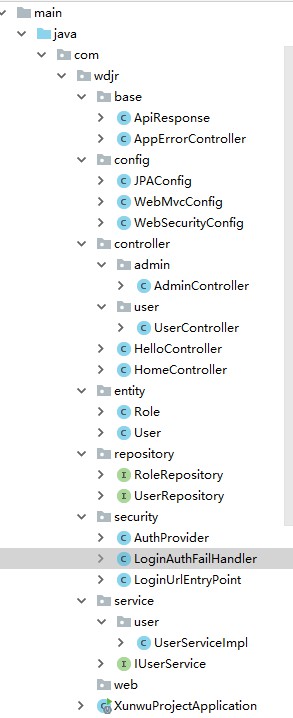 main
java
com
wdjr
base
ApiResponse
AppErrorController
config
JPAConfig
WebMvcConfig
WebSecurityConfig
controller
admin
AdminController
user
UserController
HelloController
HomeController
entity
Role
User
repository
RoleRepository
UserRepository
security
AuthProvider
LoginAuthFailHandler
LoginUrlEntryPoint
service
user
UserServiceImpl
IUserService
web
XunwuProjectApplication